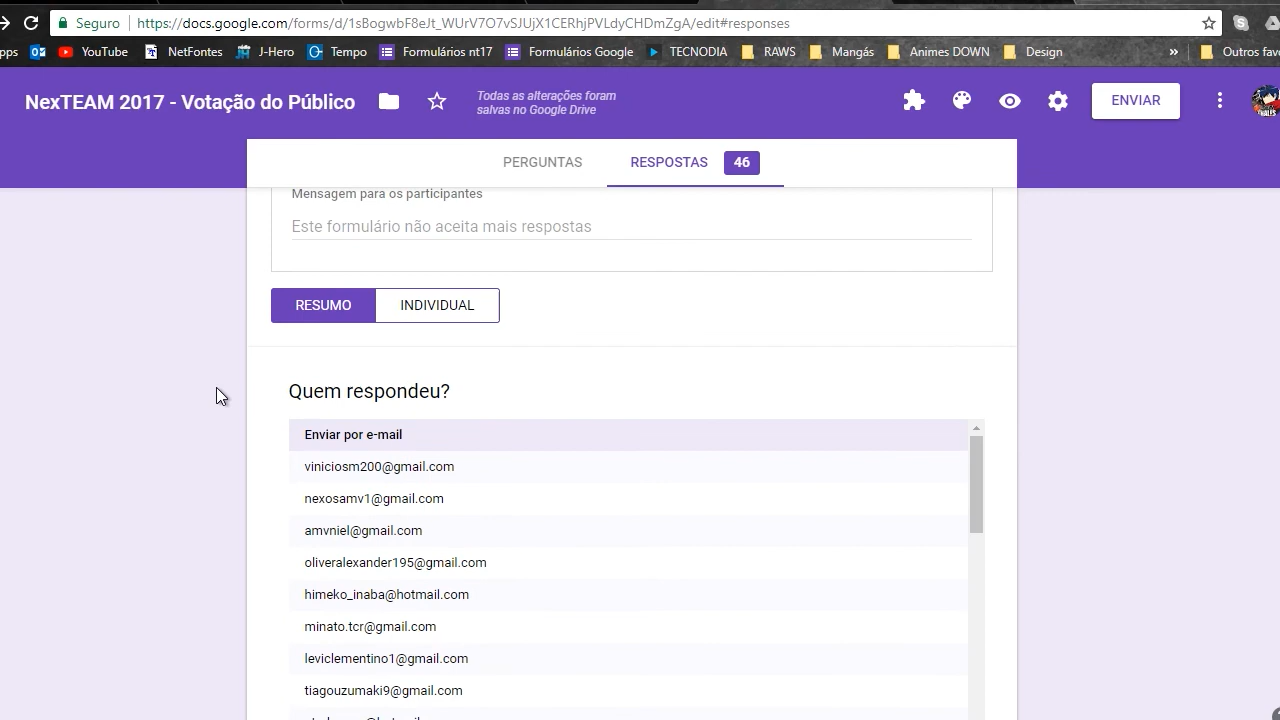 Seguro https://docs.google.com/forms/d/1sBogwbF8eJt_WUrV7O7vSJUjX1CERhjPVLdyCHDmZgA/edit#responses
pps YouTube NetFontes J-Hero Tempo Formulários nt17 Formulários Google TECNODIA RAWS Mangás Animes DOWN Design » Outros favo
NexTEAM 2017 - Votação do Público
Todas as alterações foram
salvas no Google Drive
ENVIAR
PERGUNTAS RESPOSTAS 46
Mensagem para os participantes
Este formulário não aceita mais respostas
RESUMO INDIVIDUAL
Quem respondeu?
Enviar por e-mail
viniciosm200@gmail.com
nexosamv1@gmail.com
amvniel@gmail.com
oliveralexander195@gmail.com
himeko_inaba@hotmail.com
minato.tcr@gmail.com
leviclementino1@gmail.com
tiagouzumaki9@gmail.com